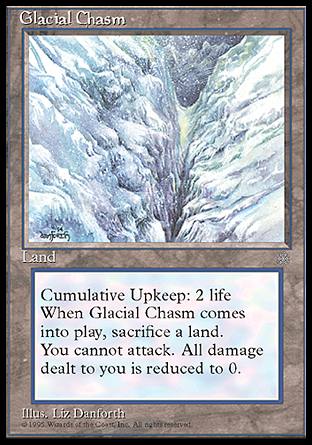 Glacial Chasm
Land
Cumulative Upkeep: 2 life
When Glacial Chasm comes
into play, sacrifice a land.
You cannot attack. All damage
dealt to you is reduced to 0.
Illus. Liz Danforth
© 1995 Wizards of the Coast, Inc. All rights reserved.